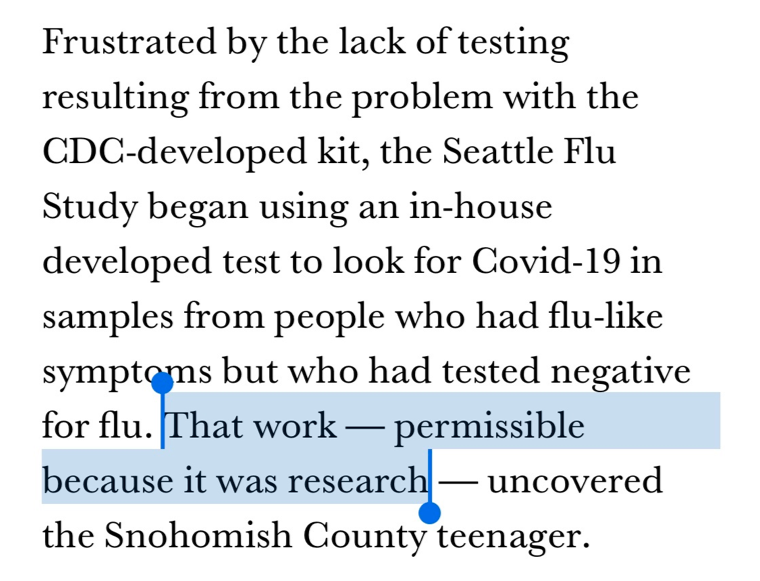 Frustrated by the lack of testing
resulting from the problem with the
CDC-developed kit, the Seattle Flu
Study began using an in-house
developed test to look for Covid-19 in
samples from people who had flu-like
symptoms but who had tested negative
for flu. That work — permissible
because it was research — uncovered
the Snohomish County teenager.